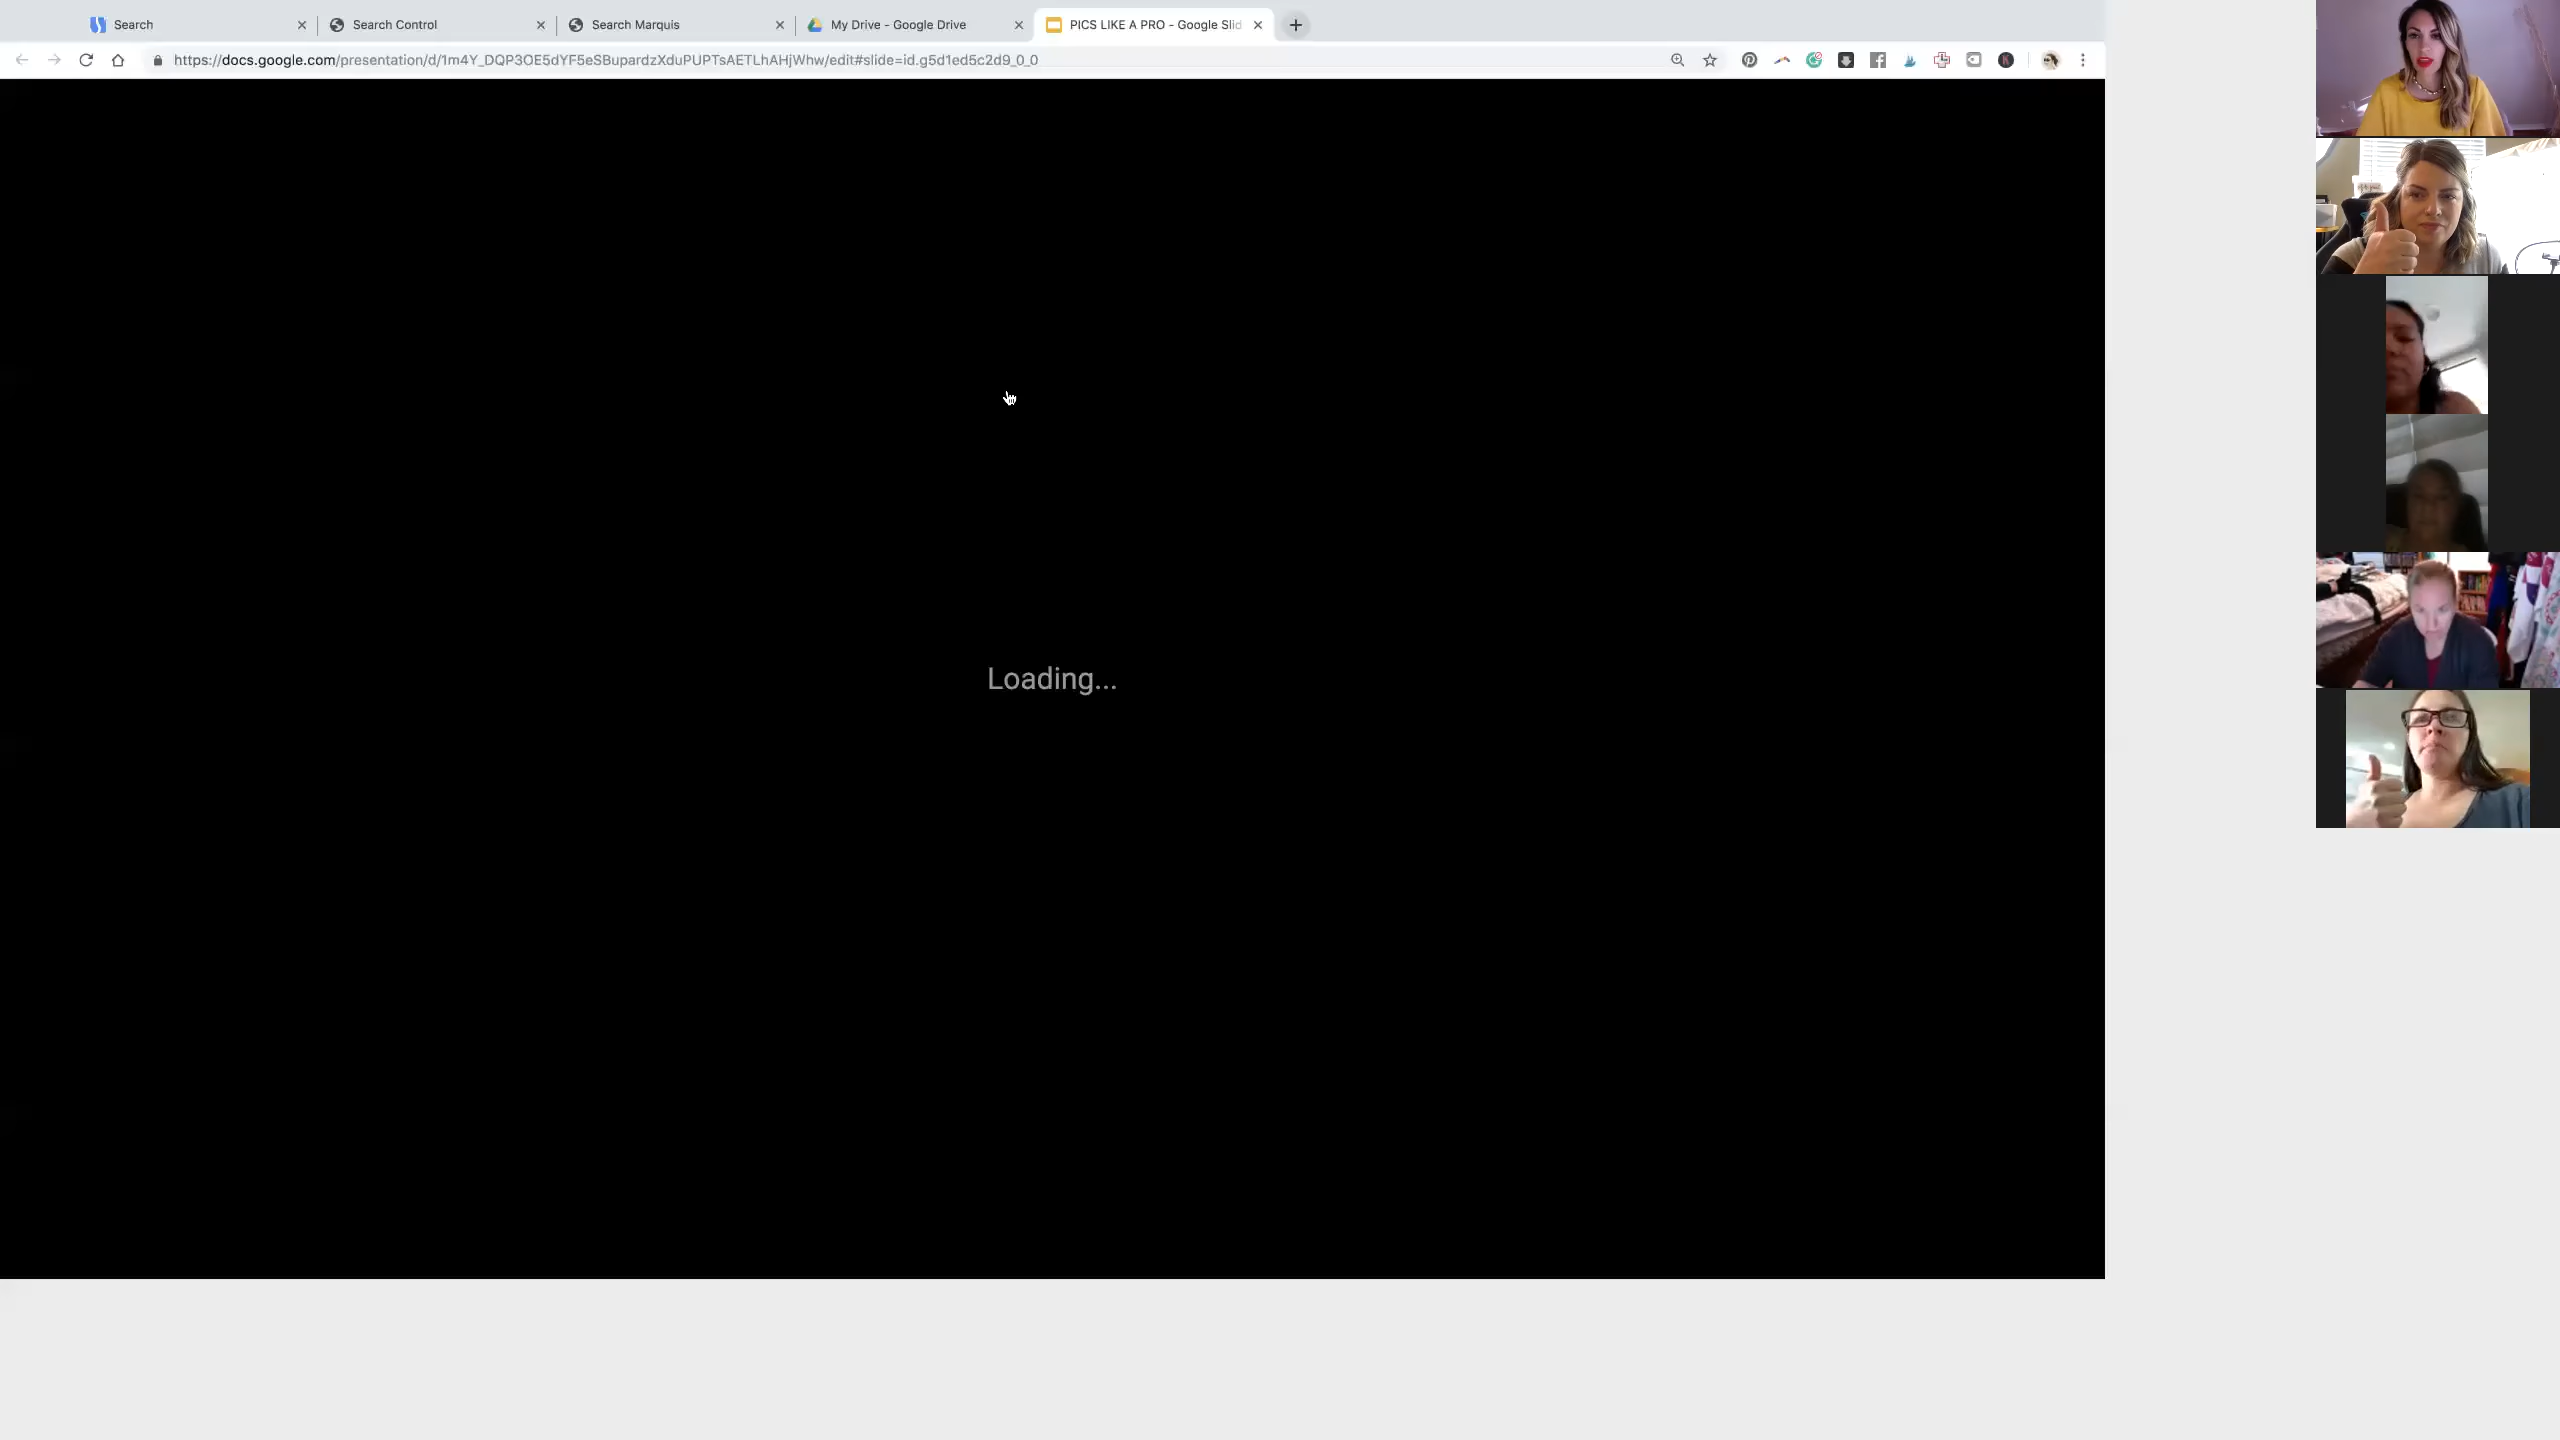 Search
Search Control
Search Marquis
My Drive - Google Drive
PICS LIKE A PRO - Google Slid
https://docs.google.com/presentation/d/1m4Y_DQP3OE5dYF5eSBupardzXduPUPTsAETLhAHjWhw/edit#slide=id.g5d1ed5c2d9_0_0
Loading...